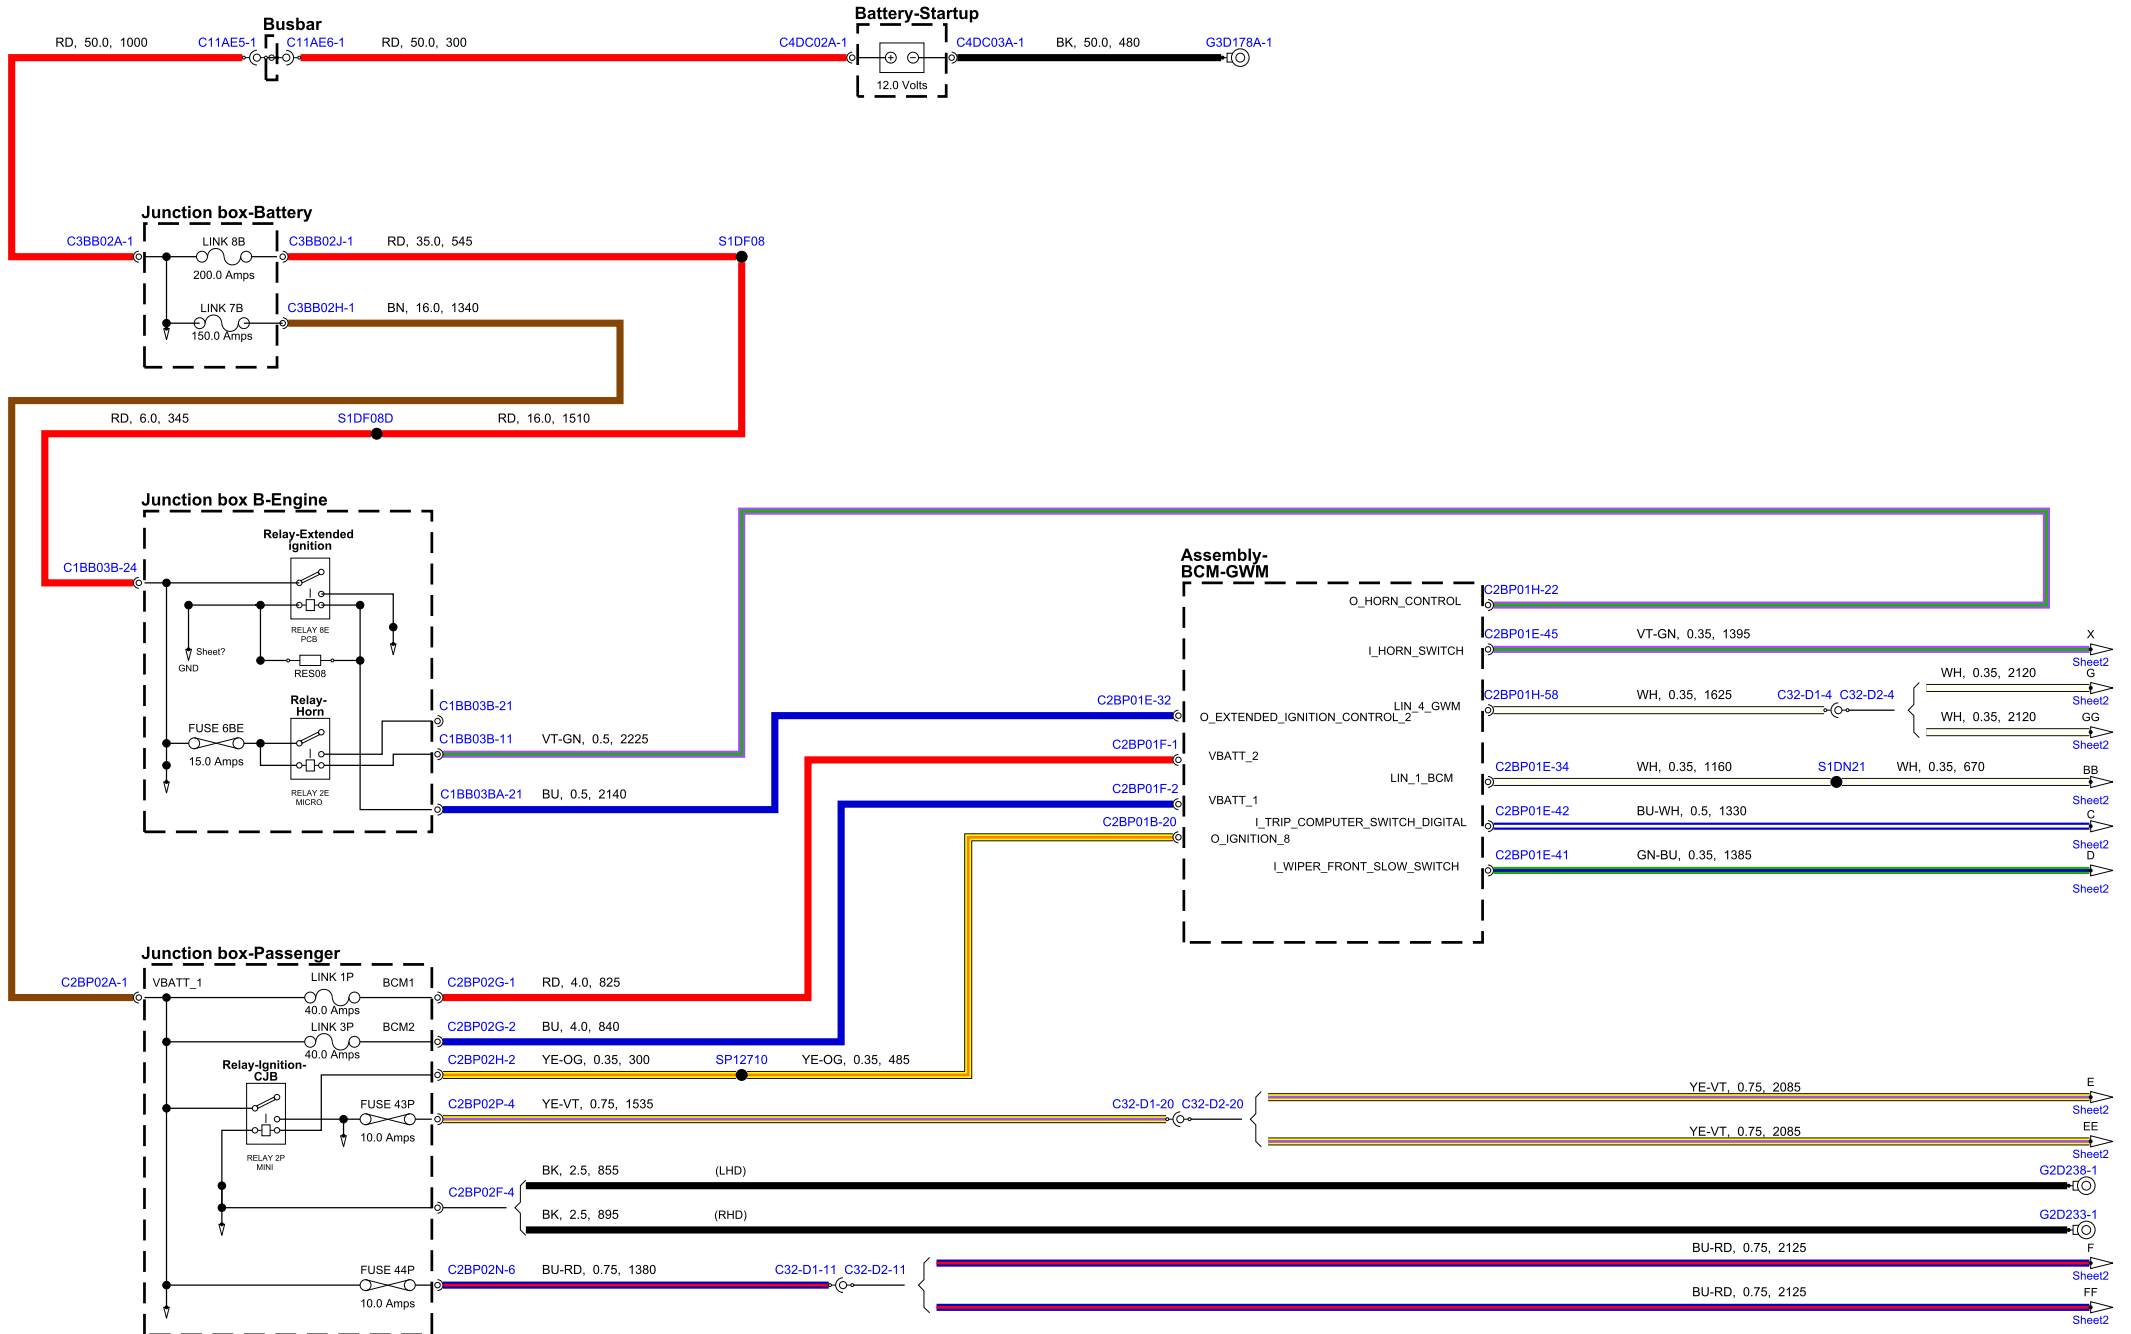 Busbar
Battery-Startup
RD, 50.0, 1000
C11AE5-1
C11AE6-1
RD, 50.0, 300
C4DC02A-1
C4DC03A-1
BK, 50.0, 480
G3D178A-1
12.0 Volts
Junction box-Battery
C3BB02A-1
LINK 8B
C3BB02J-1
RD, 35.0, 545
S1DF08
200.0 Amps
LINK 7B
C3BB02H-1
BN, 16.0, 1340
150.0 Amps
RD, 6.0, 345
S1DF08D
RD, 16.0, 1510
Junction box B-Engine
Relay-Extended
ignition
C1BB03B-24
RELAY 8E
PCB
Sheet?
GND
RES08
Relay-
Horn
C1BB03B-21
FUSE 6BE
C1BB03B-11
VT-GN, 0.5, 2225
15.0 Amps
RELAY 2E
MICRO
C1BB03BA-21
BU, 0.5, 2140
Assembly-
BCM-GWM
O_HORN_CONTROL
C2BP01H-22
I_HORN_SWITCH
C2BP01E-45
VT-GN, 0.35, 1395
X
Sheet2
C2BP01E-32
O_EXTENDED_IGNITION_CONTROL_2
LIN_4_GWM
C2BP01H-58
WH, 0.35, 1625
C32-D1-4
C32-D2-4
WH, 0.35, 2120
G
Sheet2
WH, 0.35, 2120
GG
Sheet2
C2BP01F-1
VBATT_2
LIN_1_BCM
C2BP01E-34
WH, 0.35, 1160
S1DN21
WH, 0.35, 670
BB
Sheet2
C2BP01F-2
VBATT_1
I_TRIP_COMPUTER_SWITCH_DIGITAL
C2BP01E-42
BU-WH, 0.5, 1330
C
Sheet2
C2BP01B-20
O_IGNITION_8
I_WIPER_FRONT_SLOW_SWITCH
C2BP01E-41
GN-BU, 0.35, 1385
D
Sheet2
Junction box-Passenger
C2BP02A-1
VBATT_1
LINK 1P
BCM1
C2BP02G-1
RD, 4.0, 825
40.0 Amps
LINK 3P
BCM2
C2BP02G-2
BU, 4.0, 840
40.0 Amps
Relay-Ignition-
CJB
C2BP02H-2
YE-OG, 0.35, 300
SP12710
YE-OG, 0.35, 485
FUSE 43P
C2BP02P-4
YE-VT, 0.75, 1535
C32-D1-20
C32-D2-20
10.0 Amps
YE-VT, 0.75, 2085
E
Sheet2
YE-VT, 0.75, 2085
EE
Sheet2
RELAY 2P
MINI
C2BP02F-4
BK, 2.5, 855
(LHD)
G2D238-1
BK, 2.5, 895
(RHD)
G2D233-1
FUSE 44P
C2BP02N-6
BU-RD, 0.75, 1380
C32-D1-11
C32-D2-11
10.0 Amps
BU-RD, 0.75, 2125
F
Sheet2
BU-RD, 0.75, 2125
FF
Sheet2